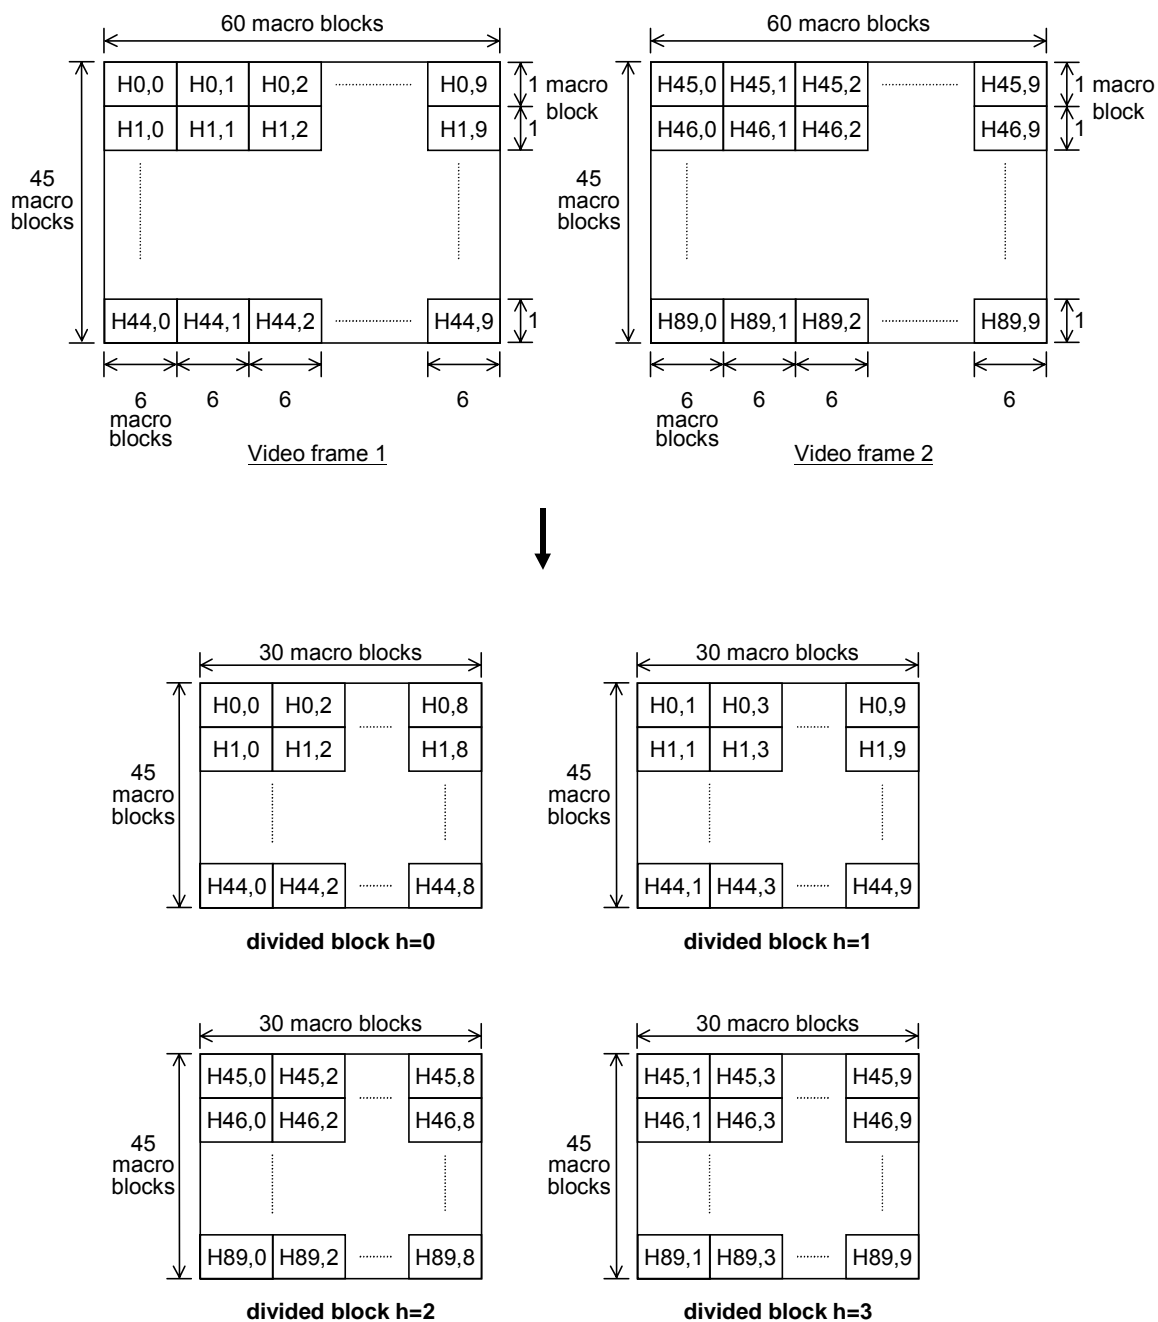 60 macro blocks 60 macro blocks
H0,0 H0,1 H0,2 H0,9 1 macro block H45,0 H45,1 H45,2 H45,9 1 macro block
H1,0 H1,1 H1,2 H1,9 1 H46,0 H46,1 H46,2 H46,9 1
45 macro blocks 45 macro blocks
H44,0 H44,1 H44,2 H44,9 1 H89,0 H89,1 H89,2 H89,9 1
6 macro blocks 6 6 6 6 macro blocks 6 6 6
Video frame 1 Video frame 2
30 macro blocks 30 macro blocks
H0,0 H0,2 H0,8 H0,1 H0,3 H0,9
H1,0 H1,2 H1,8 H1,1 H1,3 H1,9
45 macro blocks 45 macro blocks
H44,0 H44,2 H44,8 H44,1 H44,3 H44,9
divided block h=0 divided block h=1
30 macro blocks 30 macro blocks
H45,0 H45,2 H45,8 H45,1 H45,3 H45,9
H46,0 H46,2 H46,8 H46,1 H46,3 H46,9
45 macro blocks 45 macro blocks
H89,0 H89,2 H89,8 H89,1 H89,3 H89,9
divided block h=2 divided block h=3